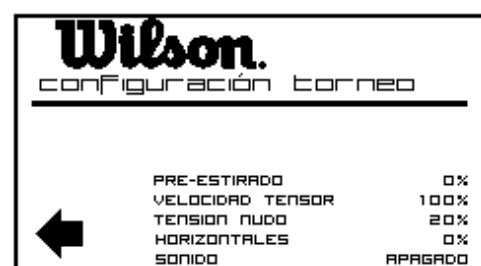 Wilson.
configuración torneo
PRE-ESTIRADO 0%
VELOCIDAD TENSOR 100%
TENSION NUDO 20%
HORIZONTALES 0%
SONIDO APAGADO